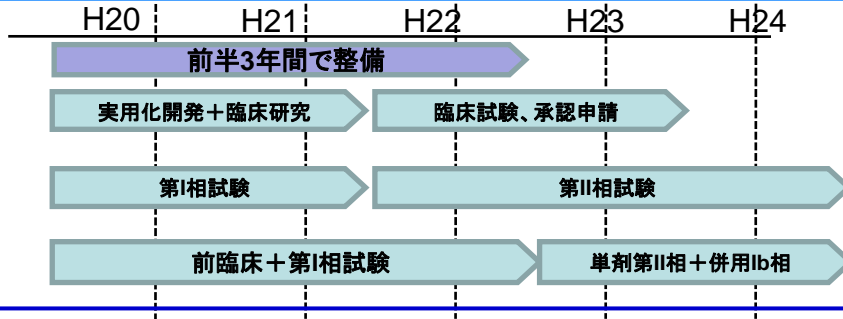 H20 H21 H22 H23 H24
前半3年間で整備
実用化開発+臨床研究 臨床試験、承認申請
第I相試験 第II相試験
前臨床+第I相試験 単剤第II相+併用Ib相